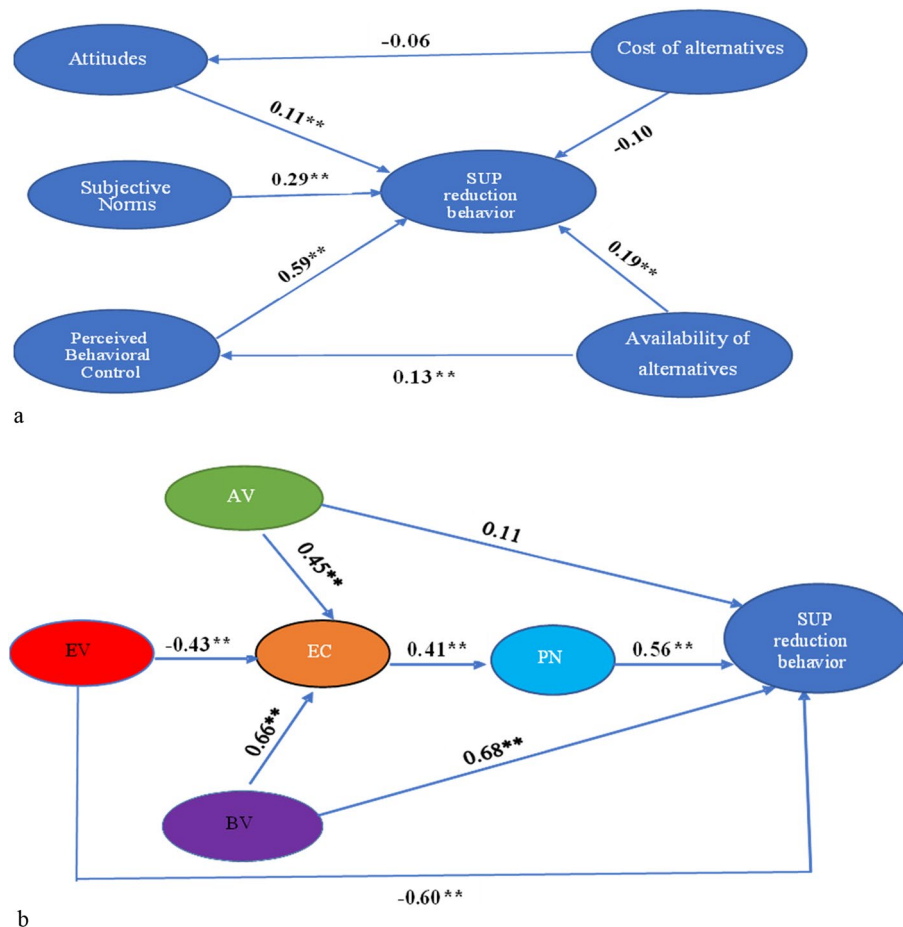 -0.06
Attitudes
Cost of alternatives
0.11**
-0.10
Subjective
Norms
0.29**
SUP
reduction
behavior
0.59**
0.19**
Perceived
Behavioral
Control
Availability of
alternatives
0.13**
a
AV
0.11
0.45**
EV
-0.43**
EC
0.41**
PN
0.56**
SUP
reduction
behavior
0.66**
0.68**
BV
-0.60**
b